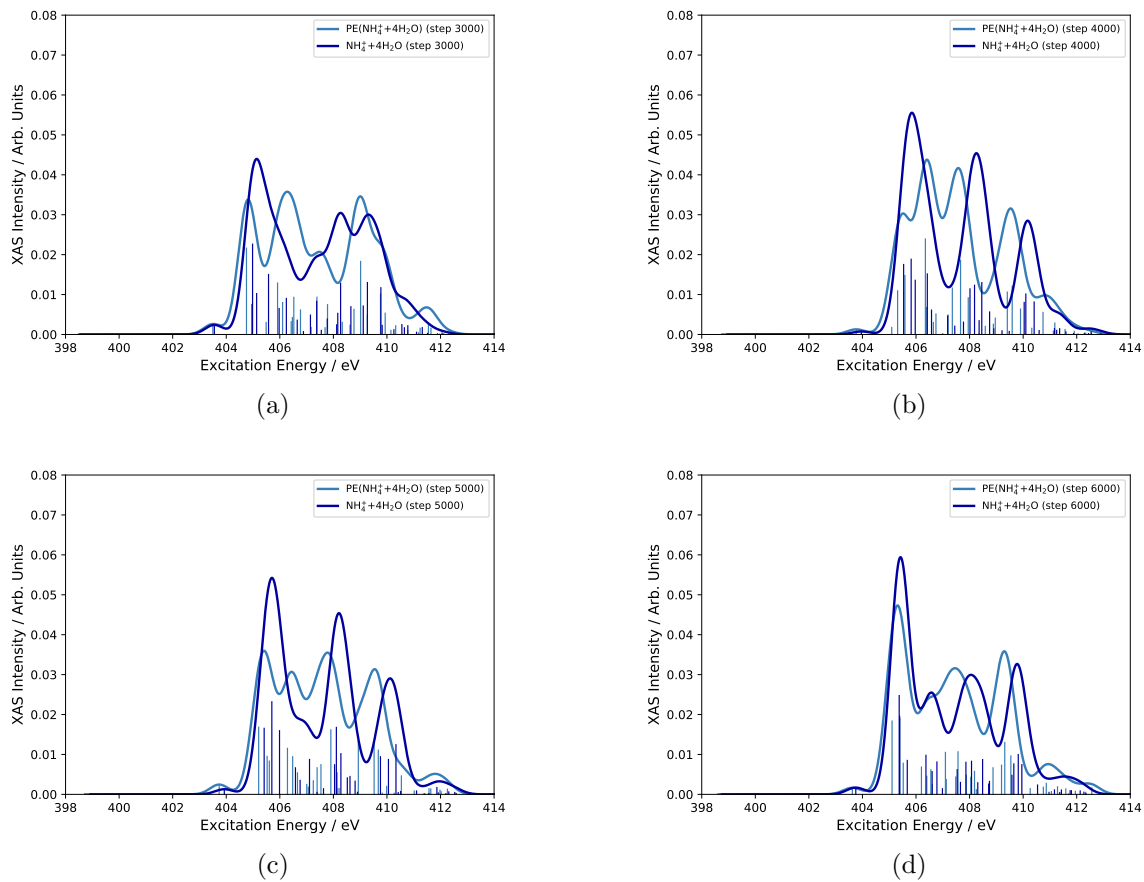 0.08
0.07
0.06
0.05
0.04
0.03
0.02
0.01
0.00
XAS Intensity / Arb. Units
398 400 402 404 406 408 410 412 414
Excitation Energy / eV
PE(NH₄⁺+4H₂O) (step 3000)
NH₄⁺+4H₂O (step 3000)
(a)
0.08
0.07
0.06
0.05
0.04
0.03
0.02
0.01
0.00
XAS Intensity / Arb. Units
398 400 402 404 406 408 410 412 414
Excitation Energy / eV
PE(NH₄⁺+4H₂O) (step 4000)
NH₄⁺+4H₂O (step 4000)
(b)
0.08
0.07
0.06
0.05
0.04
0.03
0.02
0.01
0.00
XAS Intensity / Arb. Units
398 400 402 404 406 408 410 412 414
Excitation Energy / eV
PE(NH₄⁺+4H₂O) (step 5000)
NH₄⁺+4H₂O (step 5000)
(c)
0.08
0.07
0.06
0.05
0.04
0.03
0.02
0.01
0.00
XAS Intensity / Arb. Units
398 400 402 404 406 408 410 412 414
Excitation Energy / eV
PE(NH₄⁺+4H₂O) (step 6000)
NH₄⁺+4H₂O (step 6000)
(d)